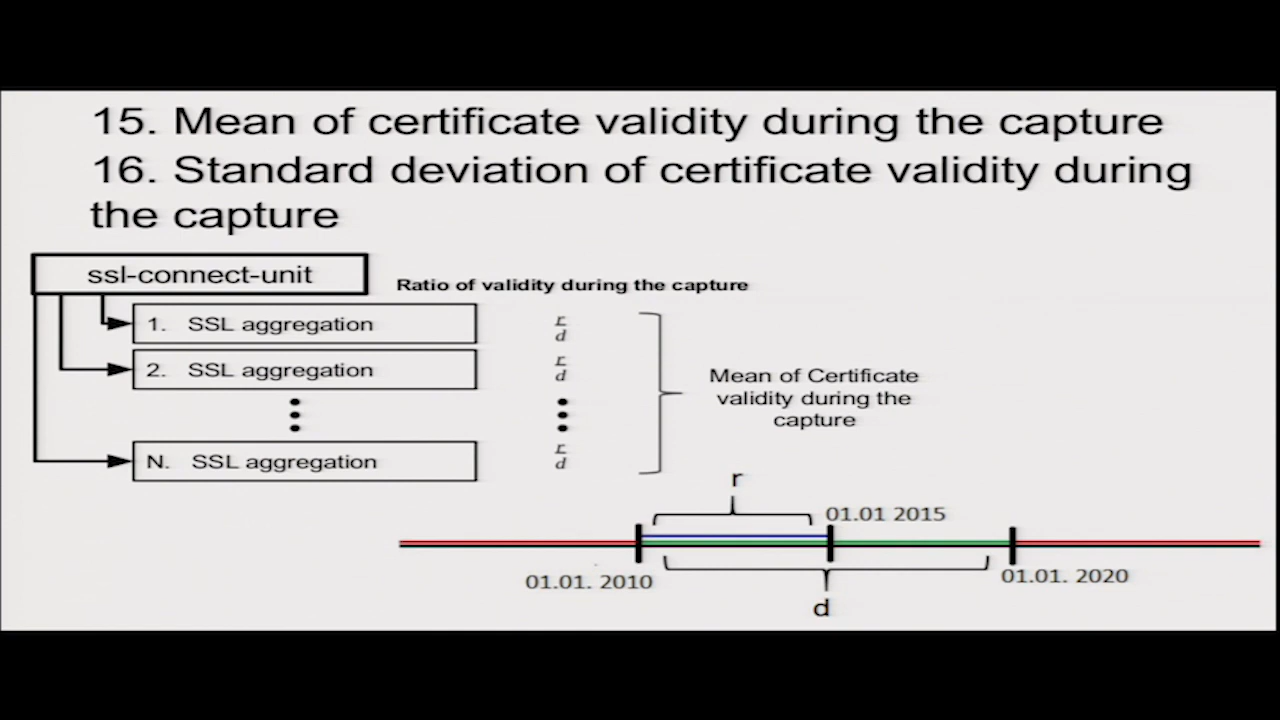 15. Mean of certificate validity during the capture
16. Standard deviation of certificate validity during
the capture
ssl-connect-unit
Ratio of validity during the capture
1. SSL aggregation
r
d
2. SSL aggregation
r
d
Mean of Certificate
validity during the
capture
N. SSL aggregation
r
d
r
01.01 2015
01.01. 2010
01.01. 2020
d